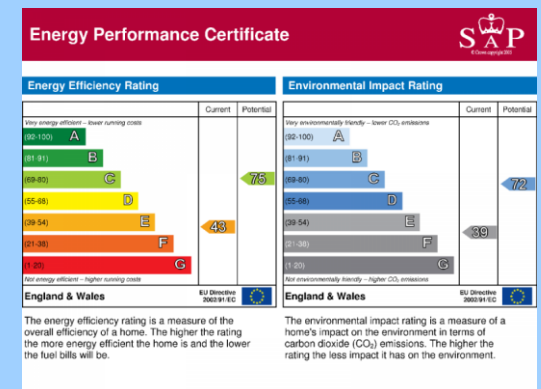 Energy Performance Certificate
SAP
© Crown copyright 2012
Energy Efficiency Rating
Current Potential
Very energy efficient – lower running costs
(92-100) A
(81-91) B
(69-80) C
75
(55-68) D
(39-54) E
43
(21-38) F
(1-20) G
Not energy efficient – higher running costs
England & Wales
EU Directive
2002/91/EC
The energy efficiency rating is a measure of the
overall efficiency of a home. The higher the rating
the more energy efficient the home is and the lower
the fuel bills will be.
Environmental Impact Rating
Current Potential
Very environmentally friendly – lower CO₂ emissions
(92-100) A
(81-91) B
(69-80) C
72
(55-68) D
(39-54) E
39
(21-38) F
(1-20) G
Not environmentally friendly – higher CO₂ emissions
England & Wales
EU Directive
2002/91/EC
The environmental impact rating is a measure of a
home's impact on the environment in terms of
carbon dioxide (CO₂) emissions. The higher the
rating the less impact it has on the environment.